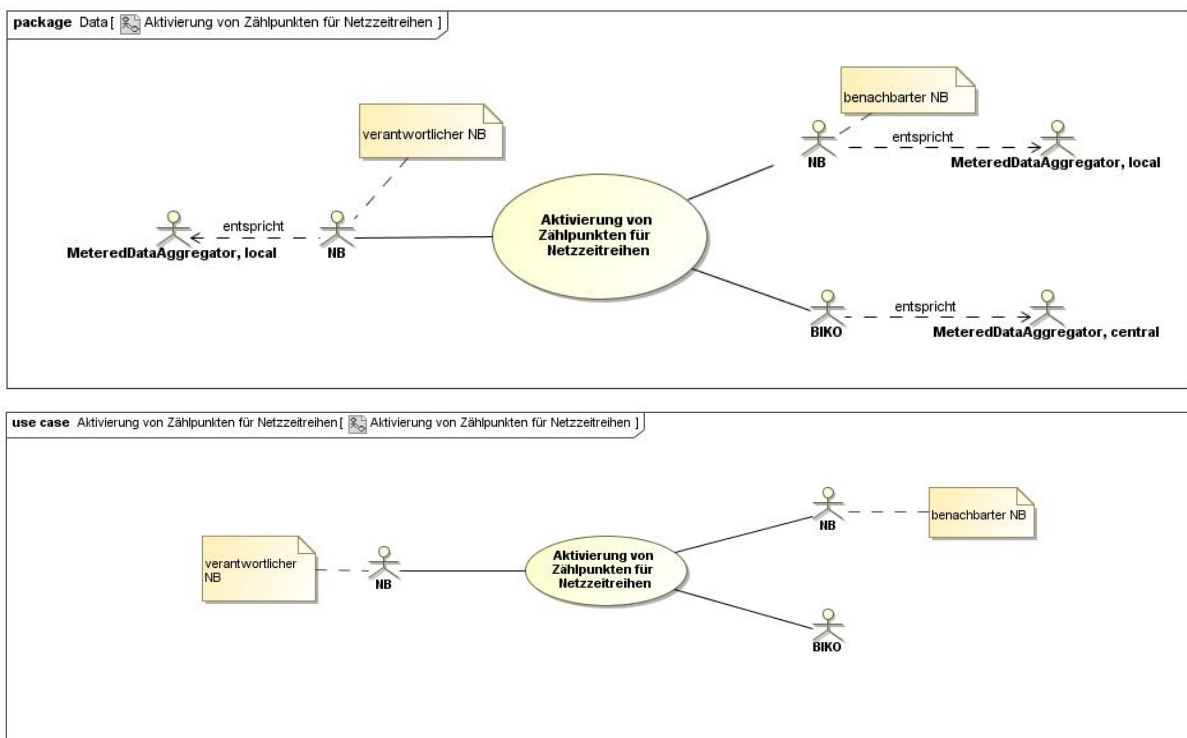 package Data [ Aktivierung von Zählpunkten für Netzzeitreihen ]
benachbarter NB
verantwortlicher NB
entspricht
NB
MeteredDataAggregator, local
entspricht
MeteredDataAggregator, local
NB
Aktivierung von
Zählpunkten für
Netzzeitreihen
entspricht
BIKO
MeteredDataAggregator, central
use case Aktivierung von Zählpunkten für Netzzeitreihen [ Aktivierung von Zählpunkten für Netzzeitreihen ]
NB
benachbarter NB
verantwortlicher
NB
NB
Aktivierung von
Zählpunkten für
Netzzeitreihen
BIKO